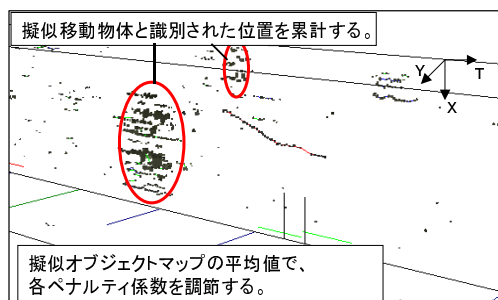 擬似移動物体と識別された位置を累計する。
Y
T
X
擬似オブジェクトマップの平均値で、
各ペナルティ係数を調節する。